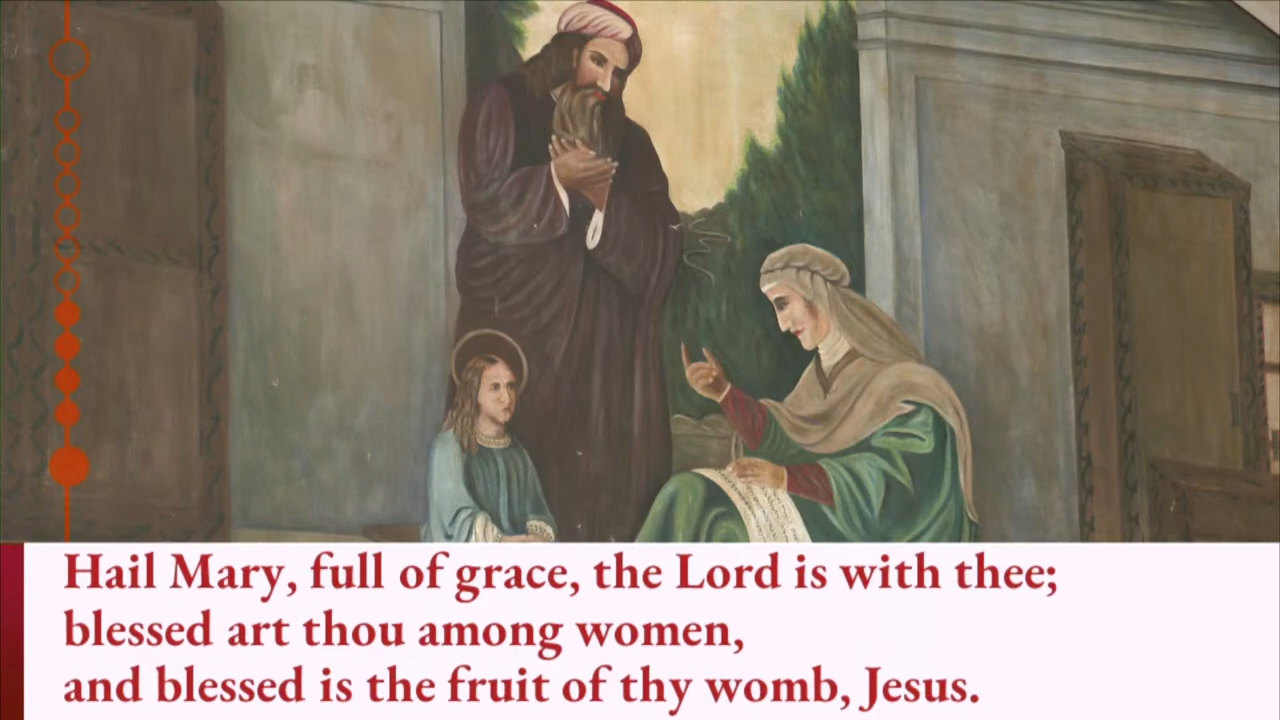 Hail Mary, full of grace, the Lord is with thee;
blessed art thou among women,
and blessed is the fruit of thy womb, Jesus.